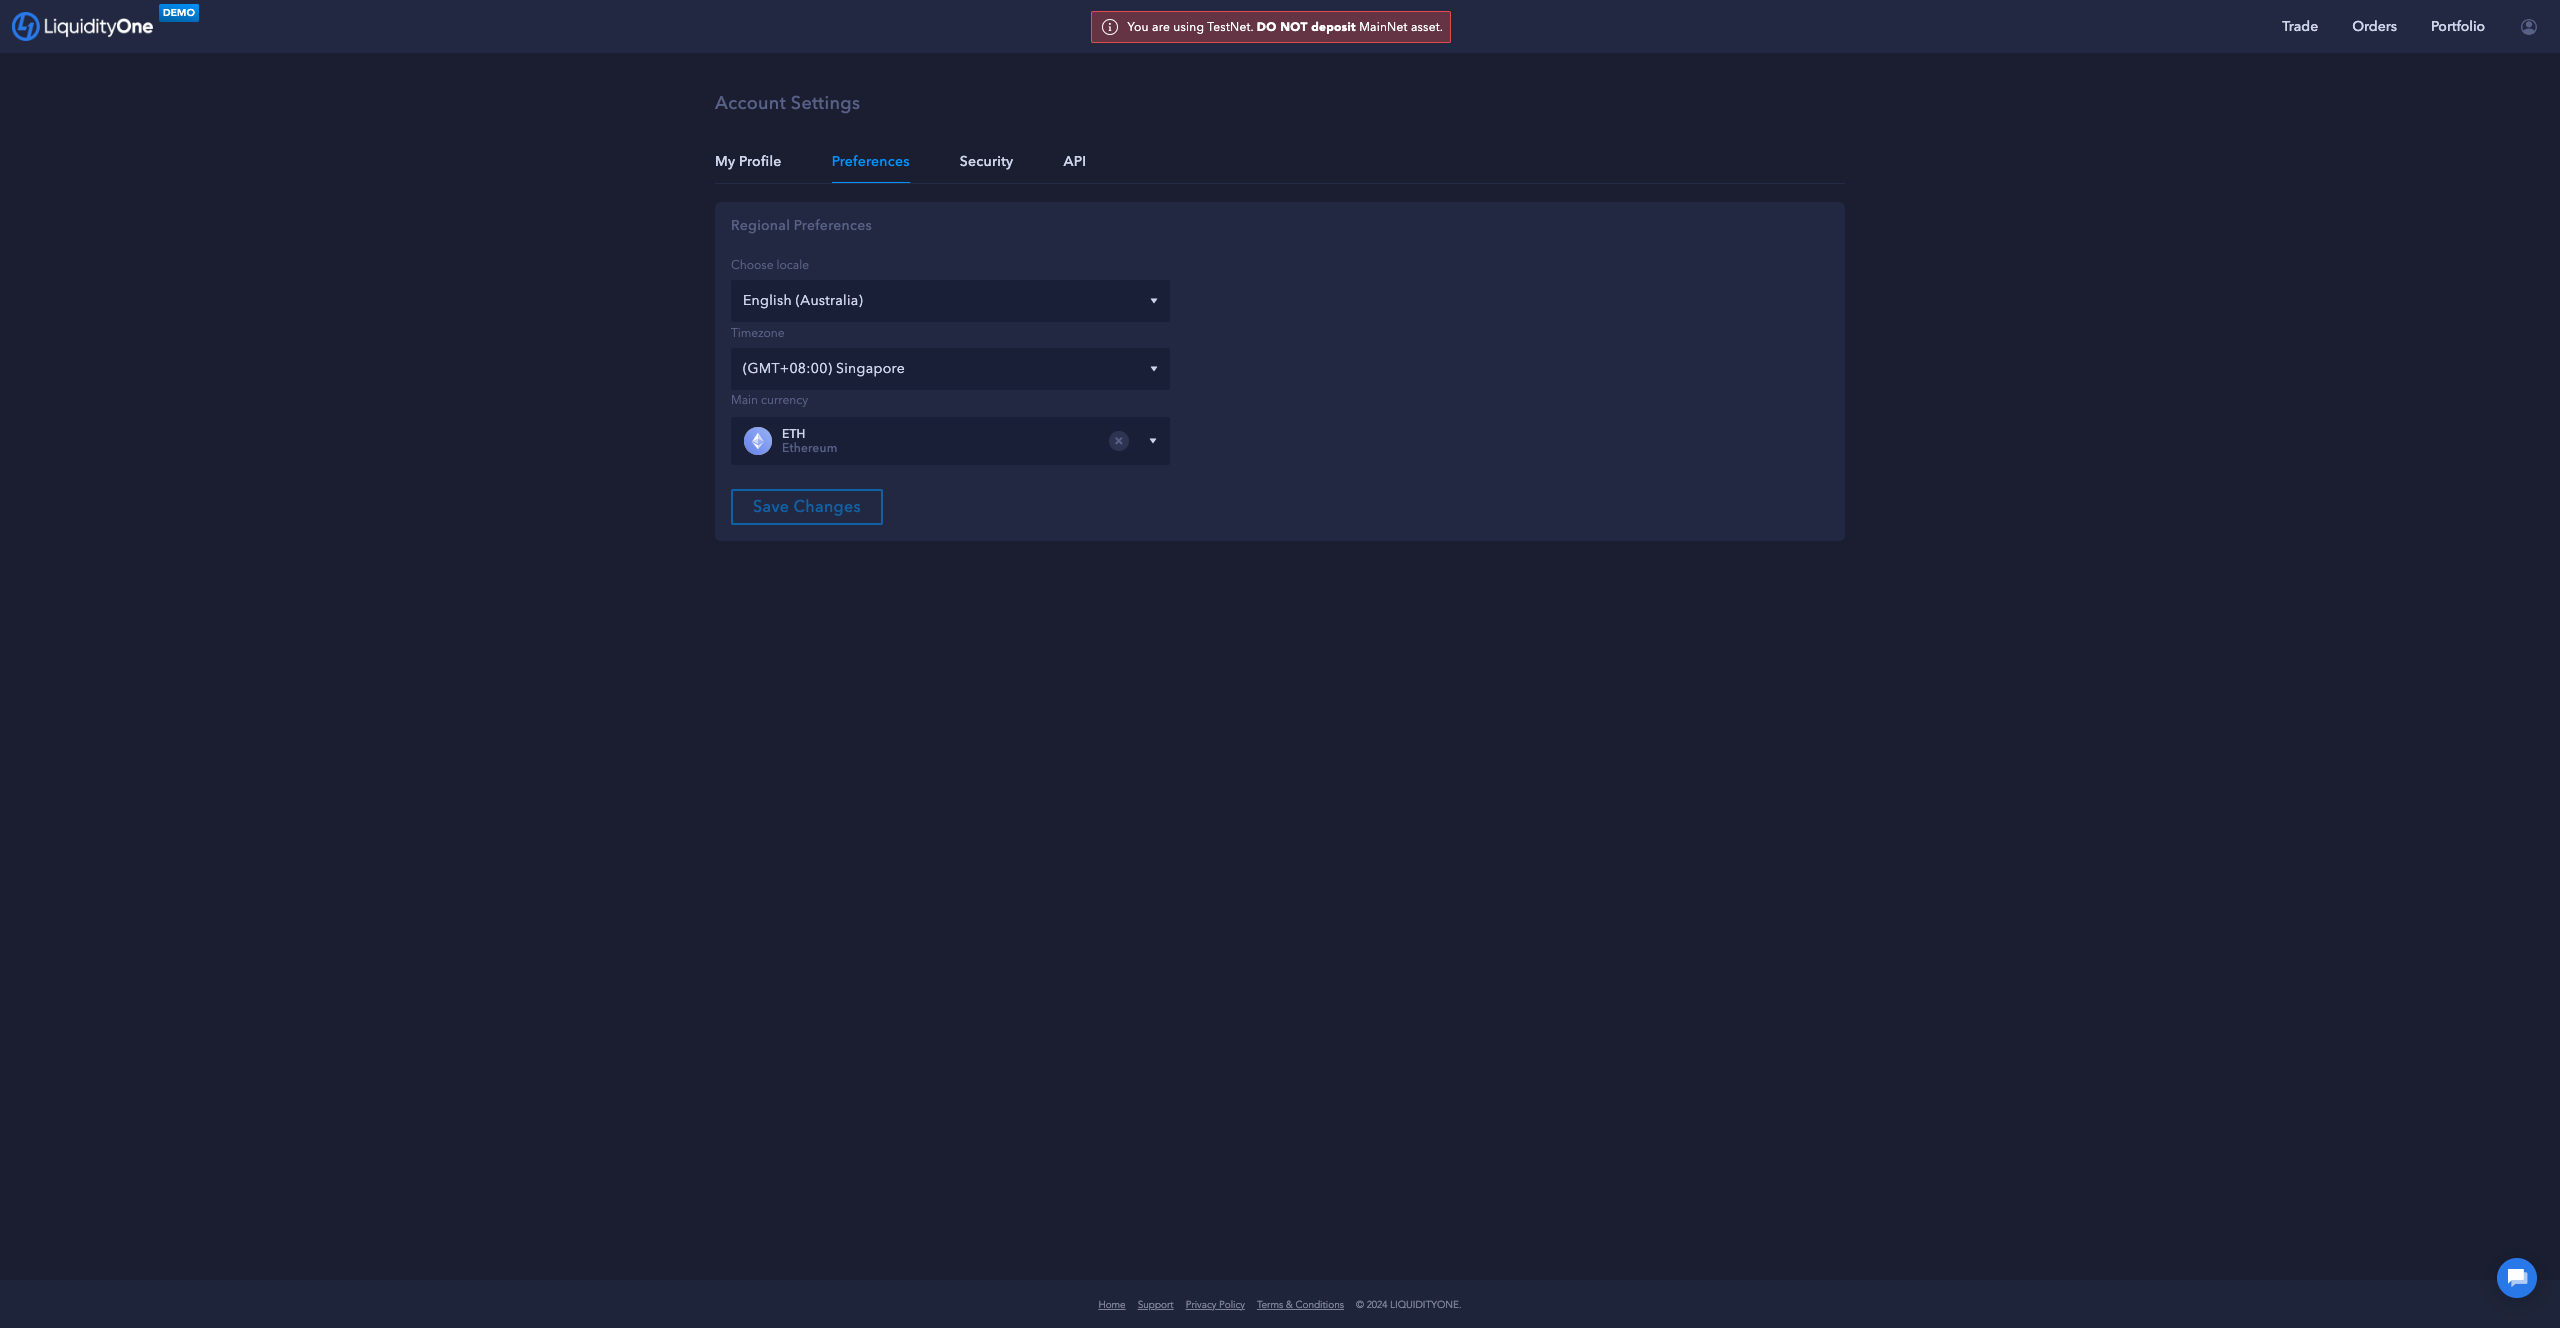 LiquidityOne DEMO
You are using TestNet. DO NOT deposit MainNet asset.
Trade Orders Portfolio
Account Settings
My Profile Preferences Security API
Regional Preferences
Choose locale
English (Australia)
Timezone
(GMT+08:00) Singapore
Main currency
ETH
Ethereum
Save Changes
Home Support Privacy Policy Terms & Conditions © 2024 LIQUIDITYONE.